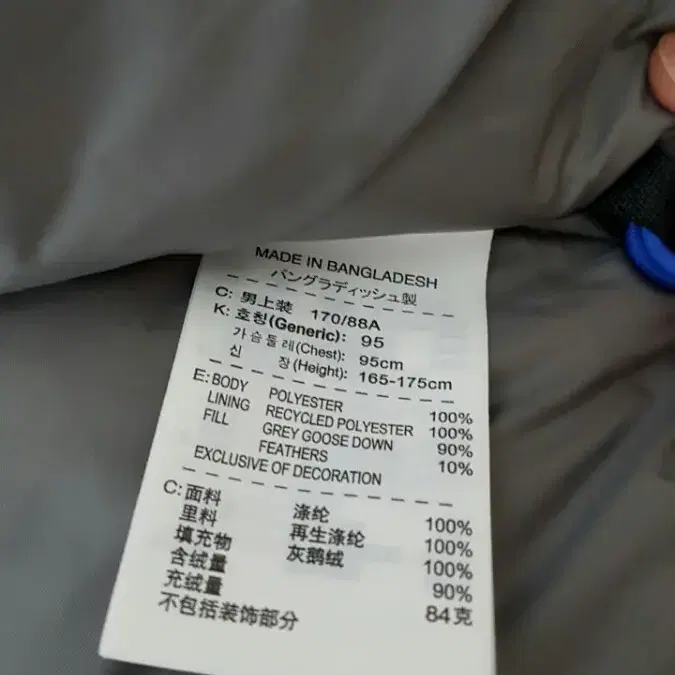 MADE IN BANGLADESH
バングラディッシュ製
C: 男上装 170/88A
K: 호칭(Generic): 95
가슴둘레(Chest): 95cm
신 장(Height): 165-175cm
E: BODY POLYESTER 100%
LINING RECYCLED POLYESTER 100%
FILL GREY GOOSE DOWN 90%
FEATHERS 10%
EXCLUSIVE OF DECORATION
C: 面料 涤纶 100%
里料 再生涤纶 100%
填充物 灰鹅绒 100%
含绒量 90%
充绒量 84克
不包括装饰部分